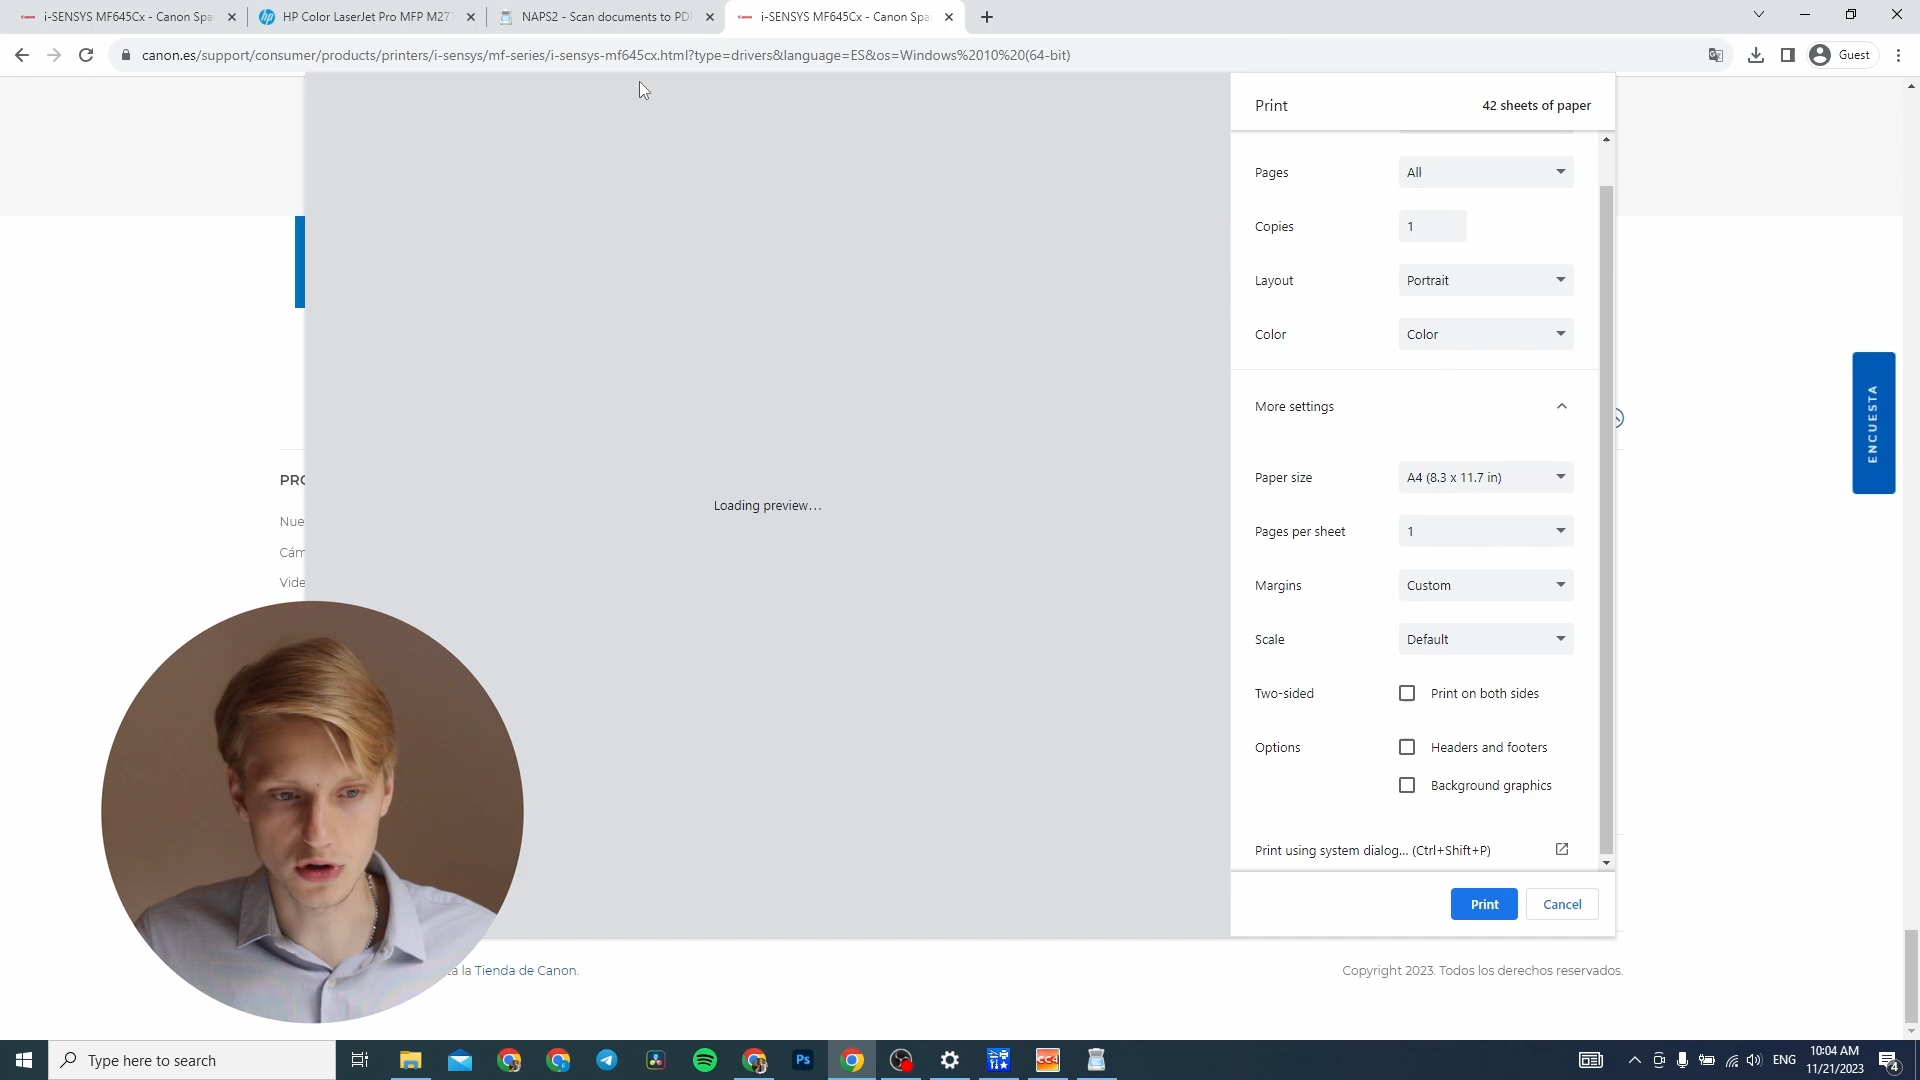 i-SENSYS MF645Cx - Canon Spa
HP Color LaserJet Pro MFP M277
NAPS2 - Scan documents to PDF
i-SENSYS MF645Cx - Canon Spa
canon.es/support/consumer/products/printers/i-sensys/mf-series/i-sensys-mf645cx.html?type=drivers&language=ES&os=Windows%2010%20(64-bit)
Guest
Print
42 sheets of paper
Pages
All
Copies
1
Layout
Portrait
Color
Color
More settings
Paper size
A4 (8.3 x 11.7 in)
Pages per sheet
1
Margins
Custom
Scale
Default
Two-sided
Print on both sides
Options
Headers and footers
Background graphics
Print using system dialog... (Ctrl+Shift+P)
Print
Cancel
Loading preview...
ENCUESTA
PRO
Nue
Cám
Vide
la Tienda de Canon.
Copyright 2023. Todos los derechos reservados.
Type here to search
Ps
CC4
ENG
10:04 AM
11/21/2023
4